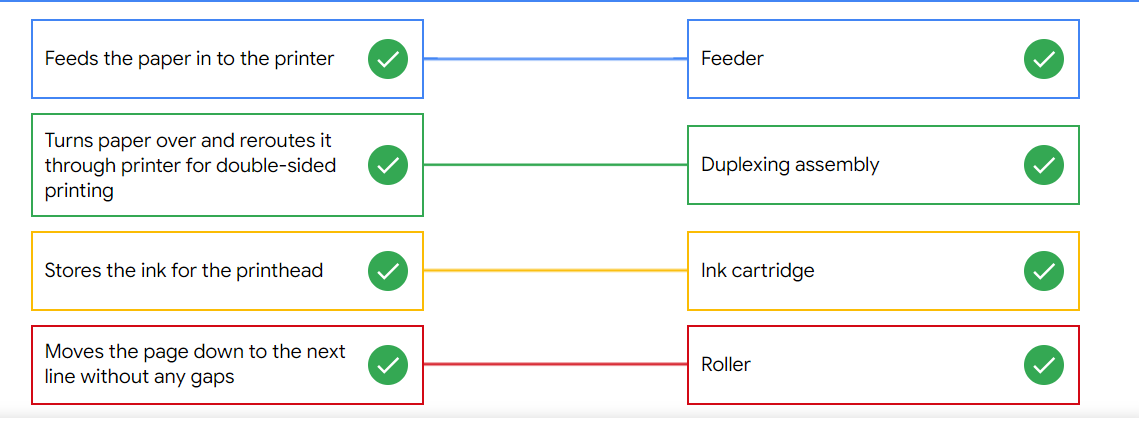 Feeds the paper in to the printer
Feeder
Turns paper over and reroutes it
through printer for double-sided
printing
Duplexing assembly
Stores the ink for the printhead
Ink cartridge
Moves the page down to the next
line without any gaps
Roller